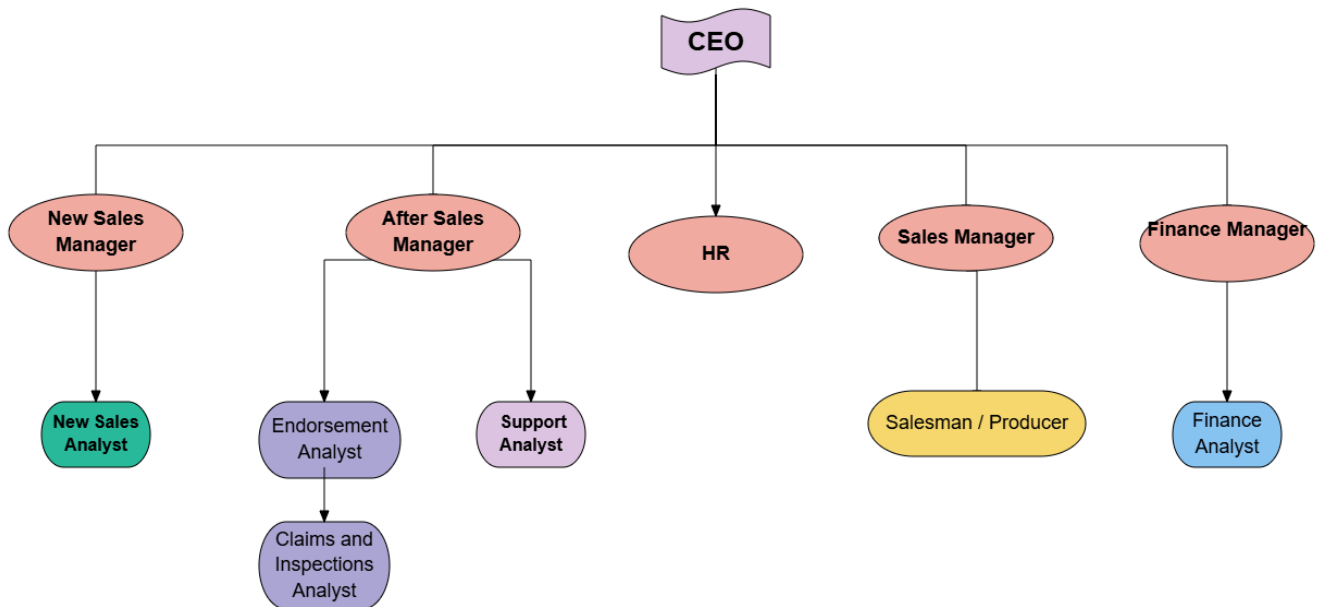 CEO
New Sales
Manager
After Sales
Manager
HR
Sales Manager
Finance Manager
New Sales
Analyst
Endorsement
Analyst
Support
Analyst
Salesman / Producer
Finance
Analyst
Claims and
Inspections
Analyst